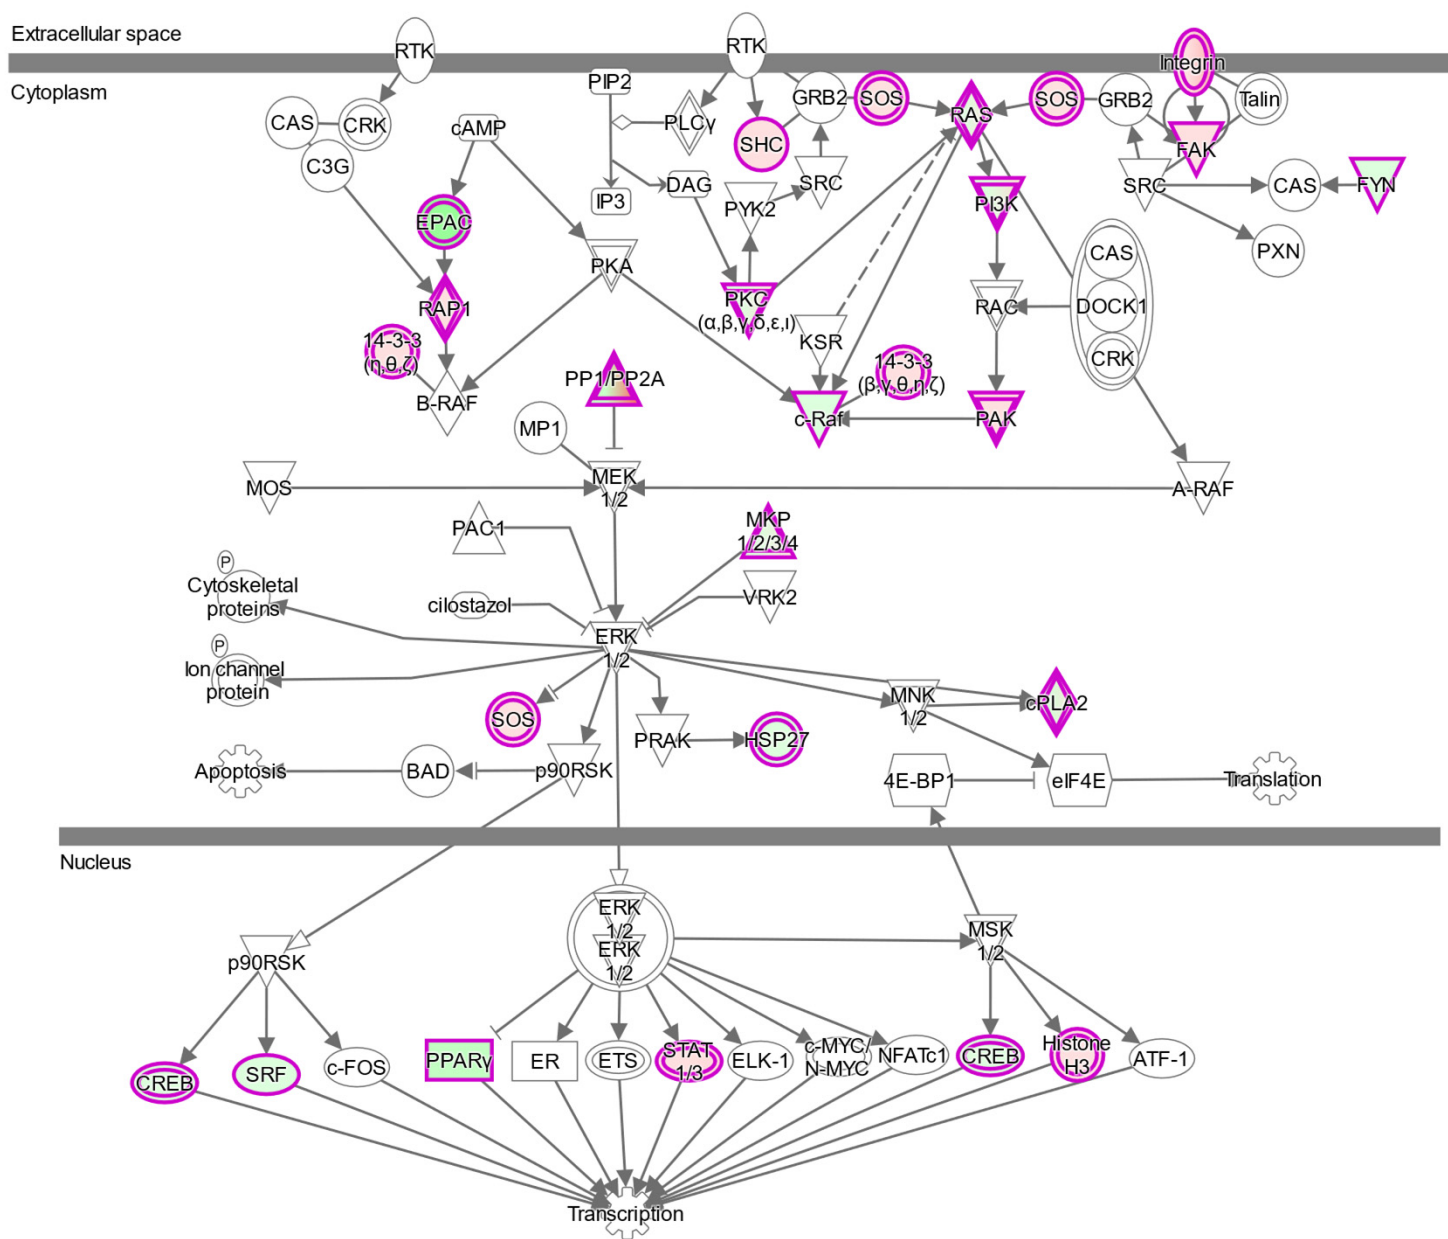 Extracellular space
RTK
RTK
Integrin
Cytoplasm
PIP2
GRB2
SOS
SOS
GRB2
Talin
CAS
CRK
cAMP
PLCγ
RAS
SHC
FAK
C3G
DAG
SRC
SRC
CAS
FYN
IP3
PYK2
PI3K
EPAC
PKA
CAS
PXN
RAP1
PKC
(α,β,γ,δ,ε,ι)
RAC
DOCK1
14-3-3
(η,θ,ζ)
KSR
CRK
14-3-3
(β,γ,θ,η,ζ)
PP1/PP2A
B-RAF
c-Raf
PAK
MP1
MOS
MEK
1/2
A-RAF
PAC1
MKP
1/2/3/4
P
Cytoskeletal
proteins
cilostazol
VRK2
P
ERK
1/2
Ion channel
protein
MNK
1/2
cPLA2
SOS
PRAK
HSP27
Apoptosis
BAD
p90RSK
4E-BP1
eIF4E
Translation
Nucleus
ERK
1/2
ERK
1/2
MSK
1/2
p90RSK
CREB
SRF
c-FOS
PPARγ
ER
ETS
STAT
1/3
ELK-1
c-MYC/
N-MYC
NFATc1
CREB
Histone
H3
ATF-1
Transcription